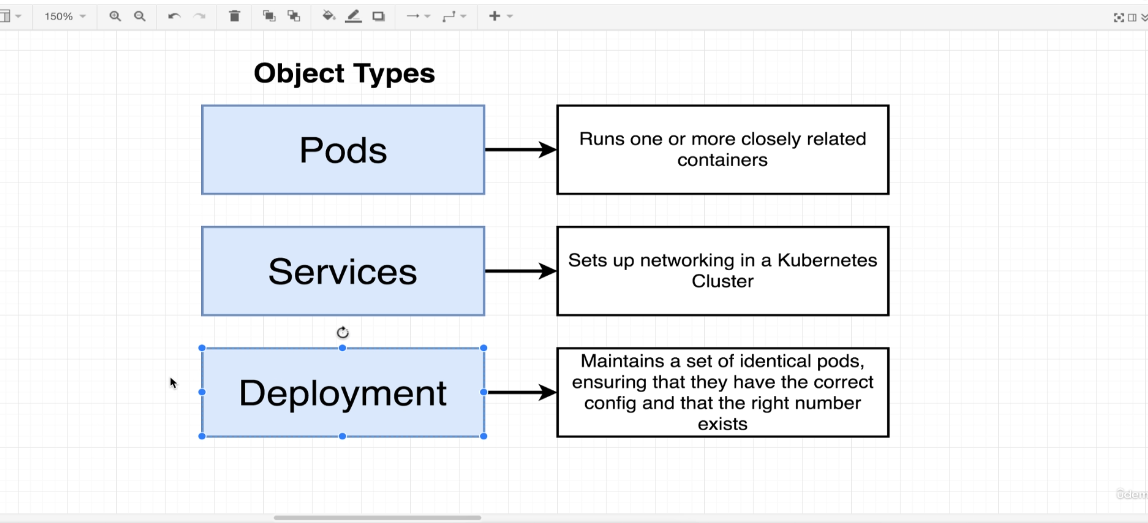 150%
Object Types
Pods
Runs one or more closely related
containers
Services
Sets up networking in a Kubernetes
Cluster
Deployment
Maintains a set of identical pods,
ensuring that they have the correct
config and that the right number
exists